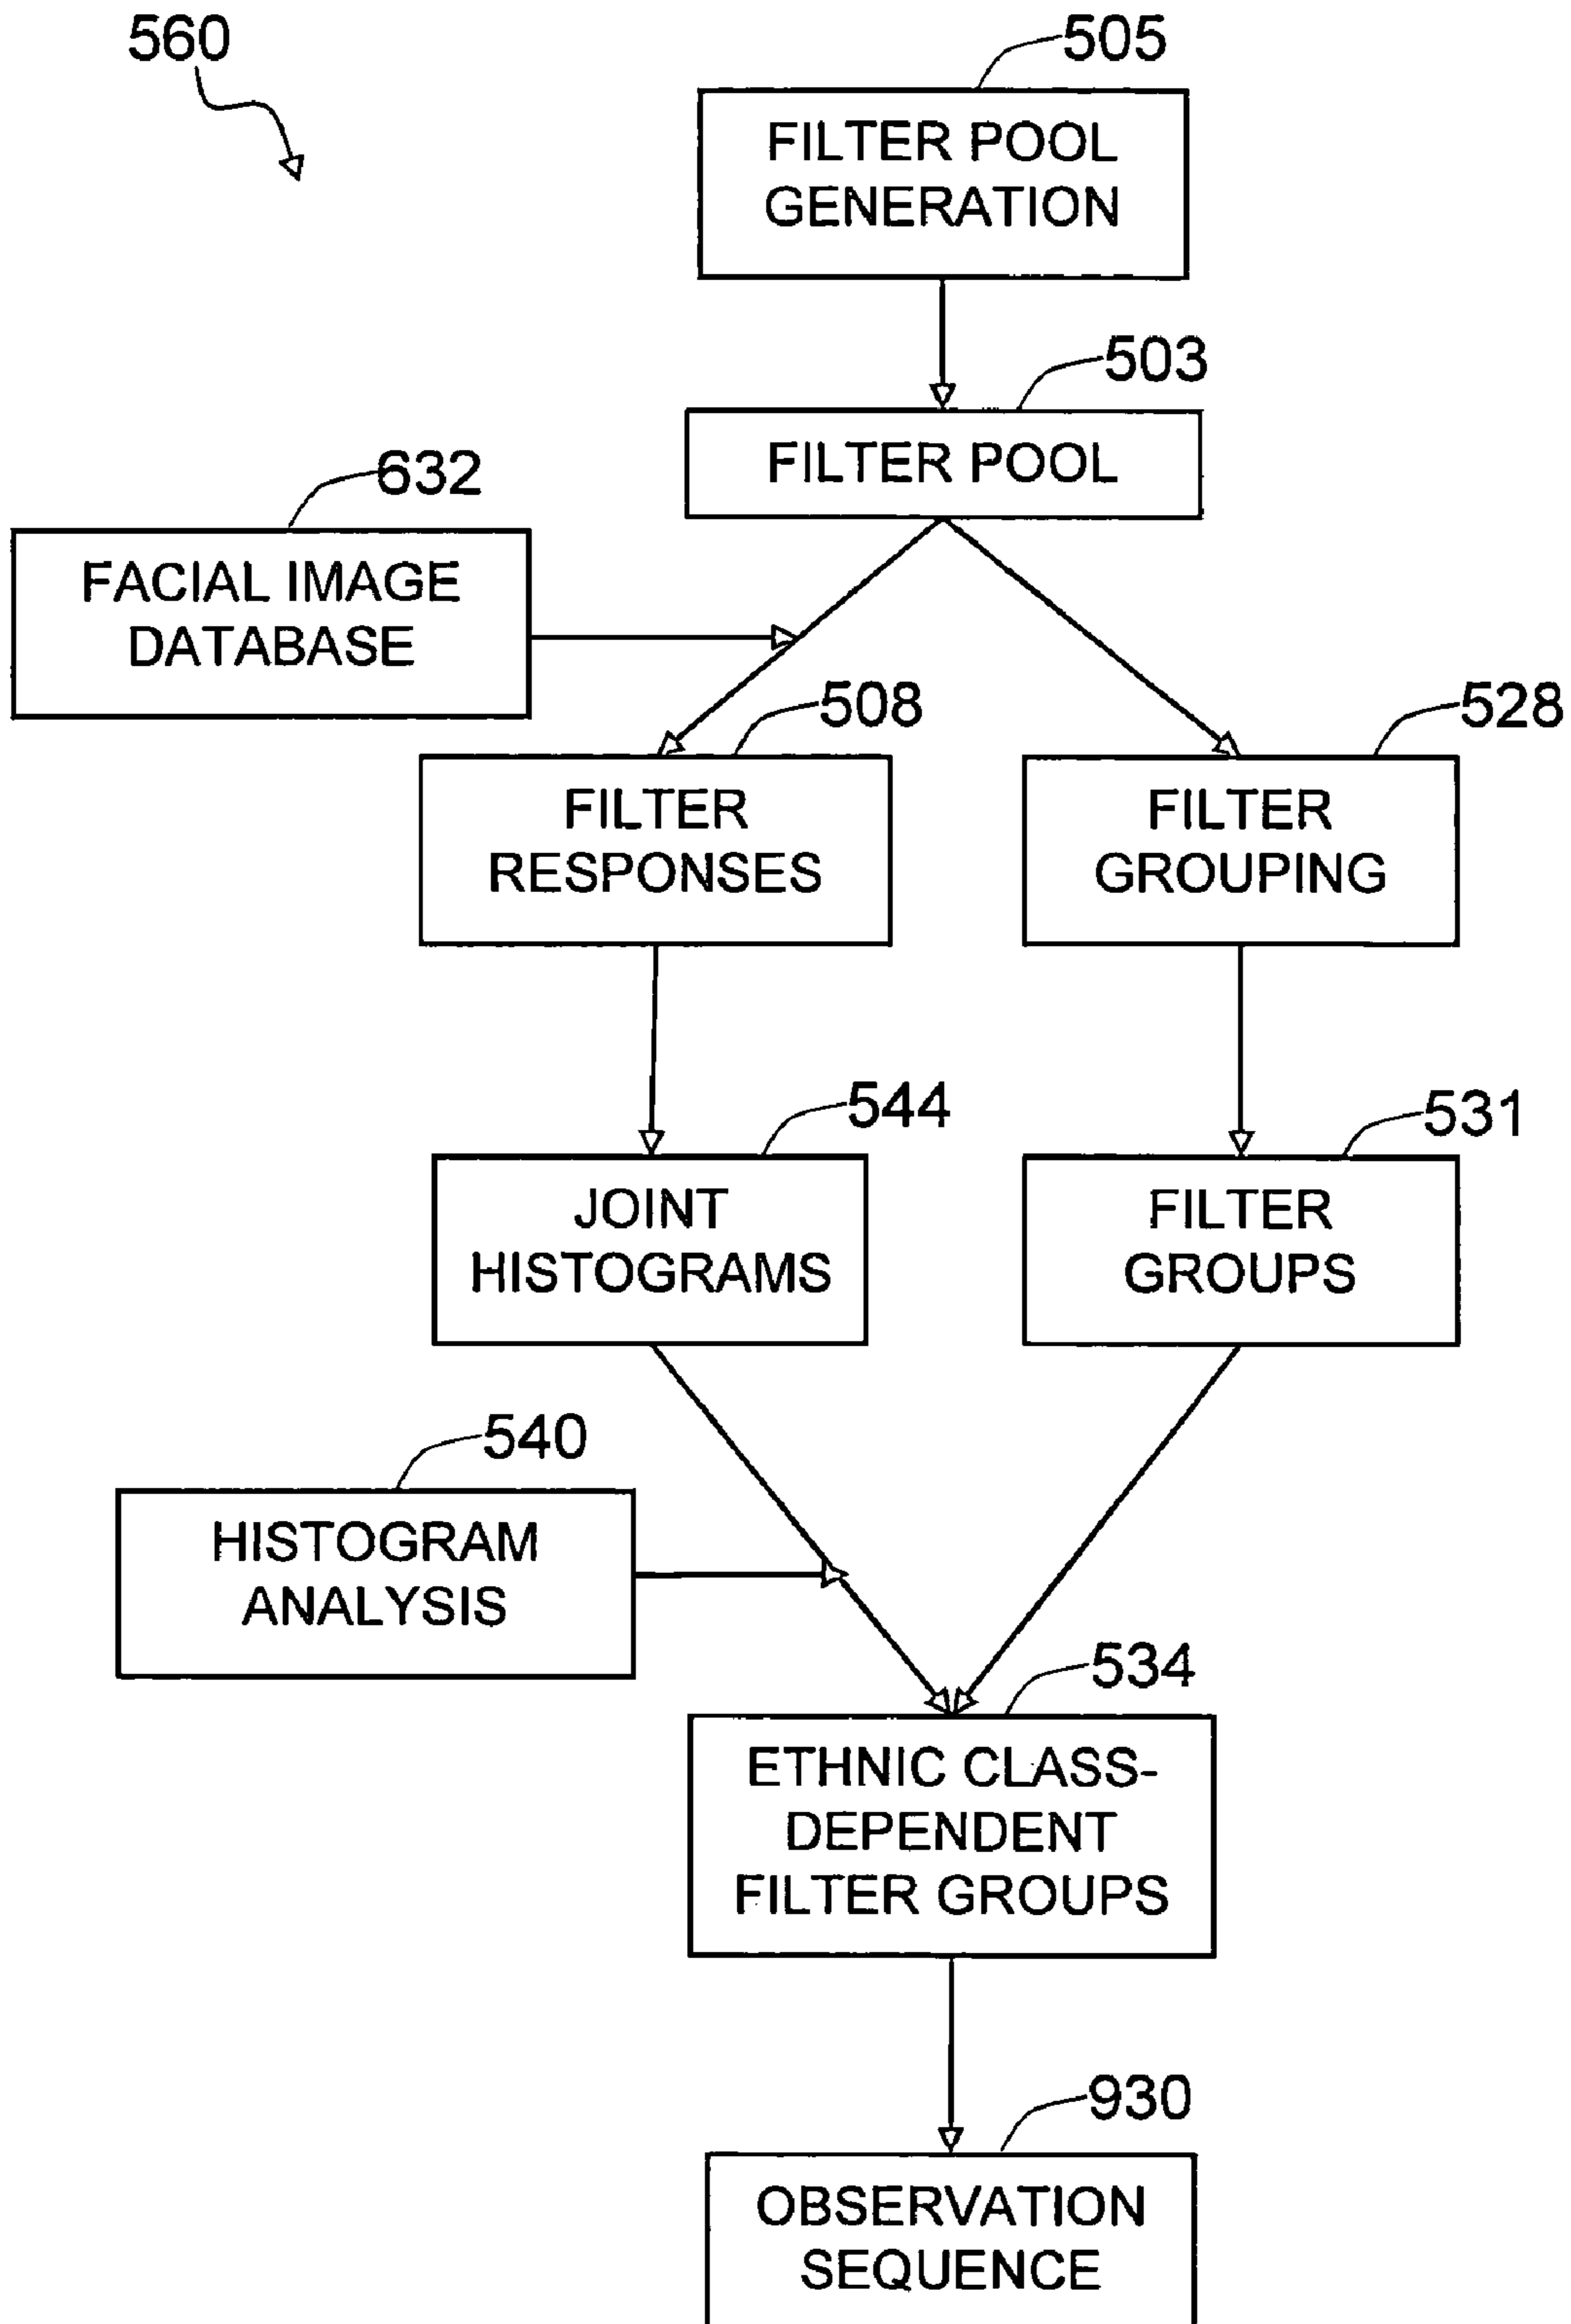 560
505
FILTER POOL
GENERATION
503
FILTER POOL
632
FACIAL IMAGE
DATABASE
508
FILTER
RESPONSES
528
FILTER
GROUPING
544
JOINT
HISTOGRAMS
531
FILTER
GROUPS
540
HISTOGRAM
ANALYSIS
534
ETHNIC CLASS-
DEPENDENT
FILTER GROUPS
930
OBSERVATION
SEQUENCE